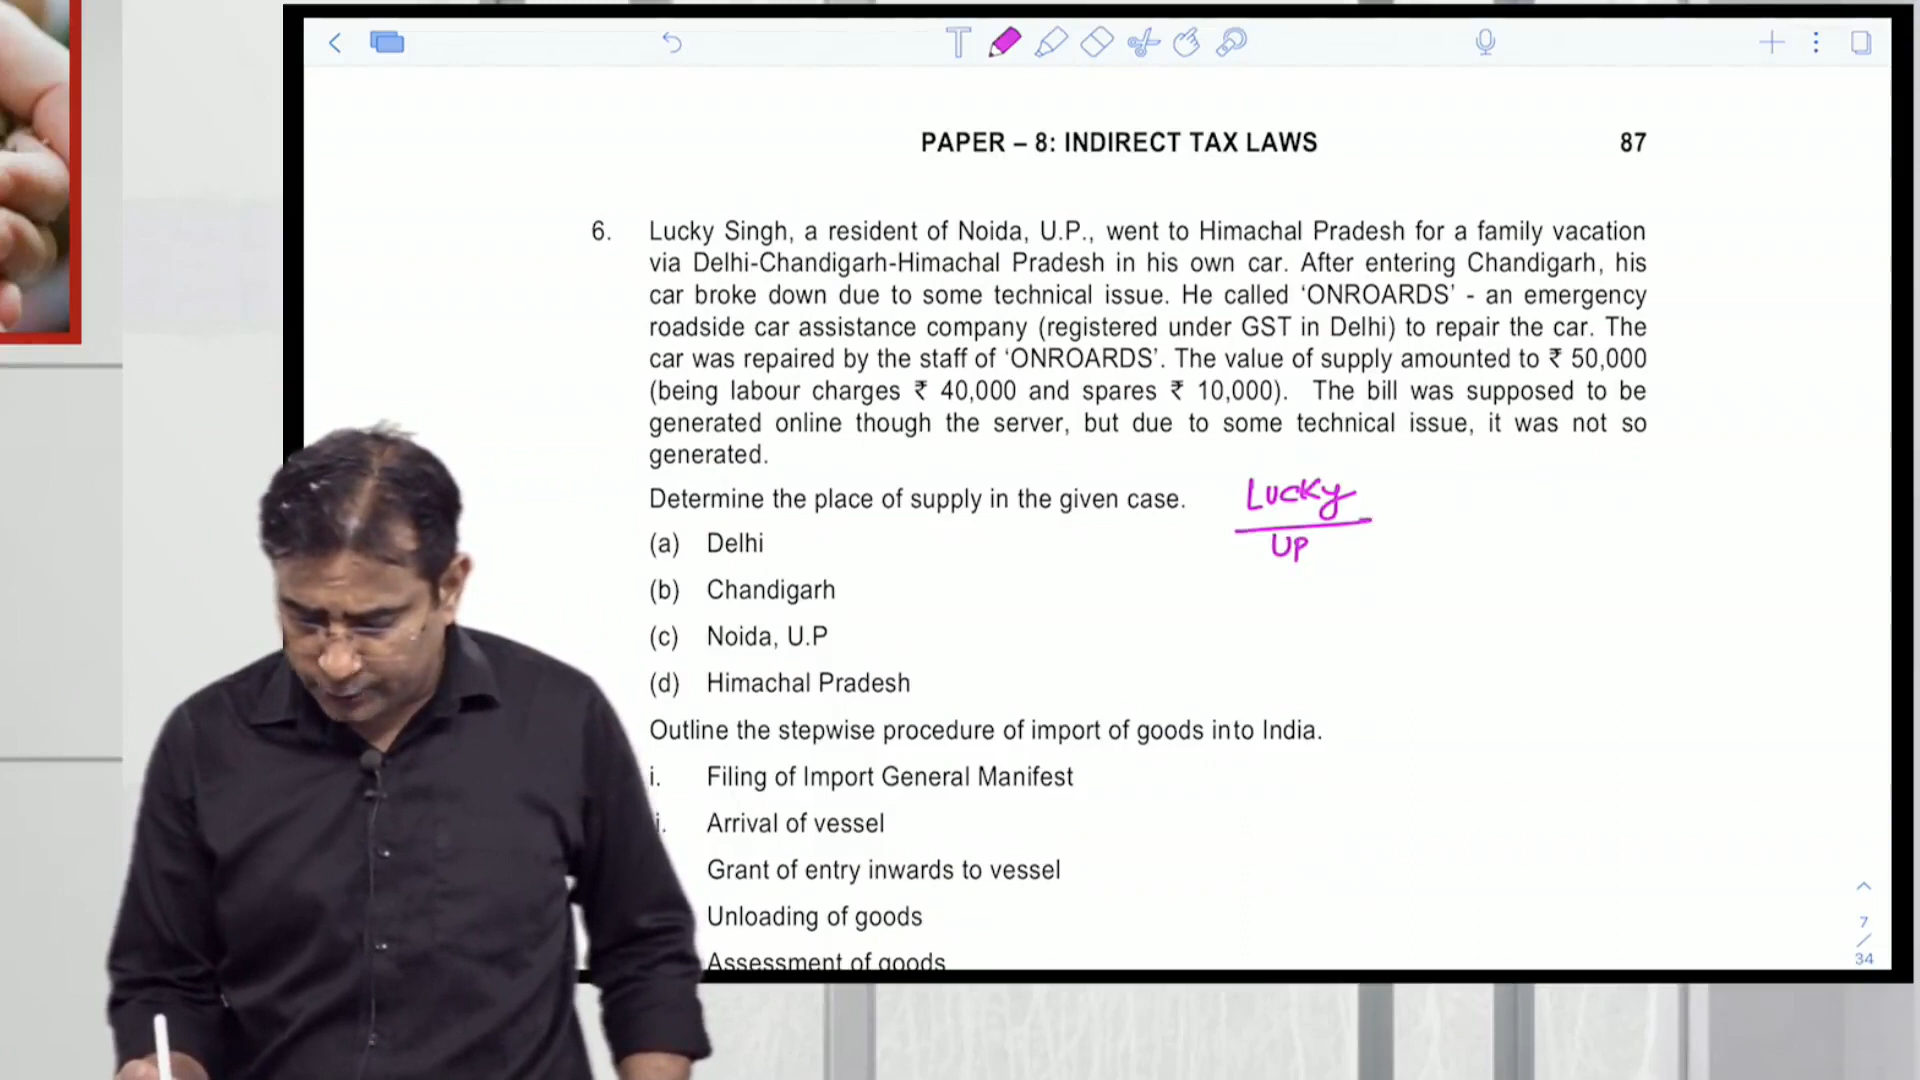 PAPER – 8: INDIRECT TAX LAWS 87
6. Lucky Singh, a resident of Noida, U.P., went to Himachal Pradesh for a family vacation
via Delhi-Chandigarh-Himachal Pradesh in his own car. After entering Chandigarh, his
car broke down due to some technical issue. He called ‘ONROARDS’ - an emergency
roadside car assistance company (registered under GST in Delhi) to repair the car. The
car was repaired by the staff of ‘ONROARDS’. The value of supply amounted to ₹ 50,000
(being labour charges ₹ 40,000 and spares ₹ 10,000). The bill was supposed to be
generated online though the server, but due to some technical issue, it was not so
generated.
Determine the place of supply in the given case.
Lucky
UP
(a) Delhi
(b) Chandigarh
(c) Noida, U.P
(d) Himachal Pradesh
Outline the stepwise procedure of import of goods into India.
i. Filing of Import General Manifest
i. Arrival of vessel
Grant of entry inwards to vessel
Unloading of goods
Assessment of goods
7
/
34